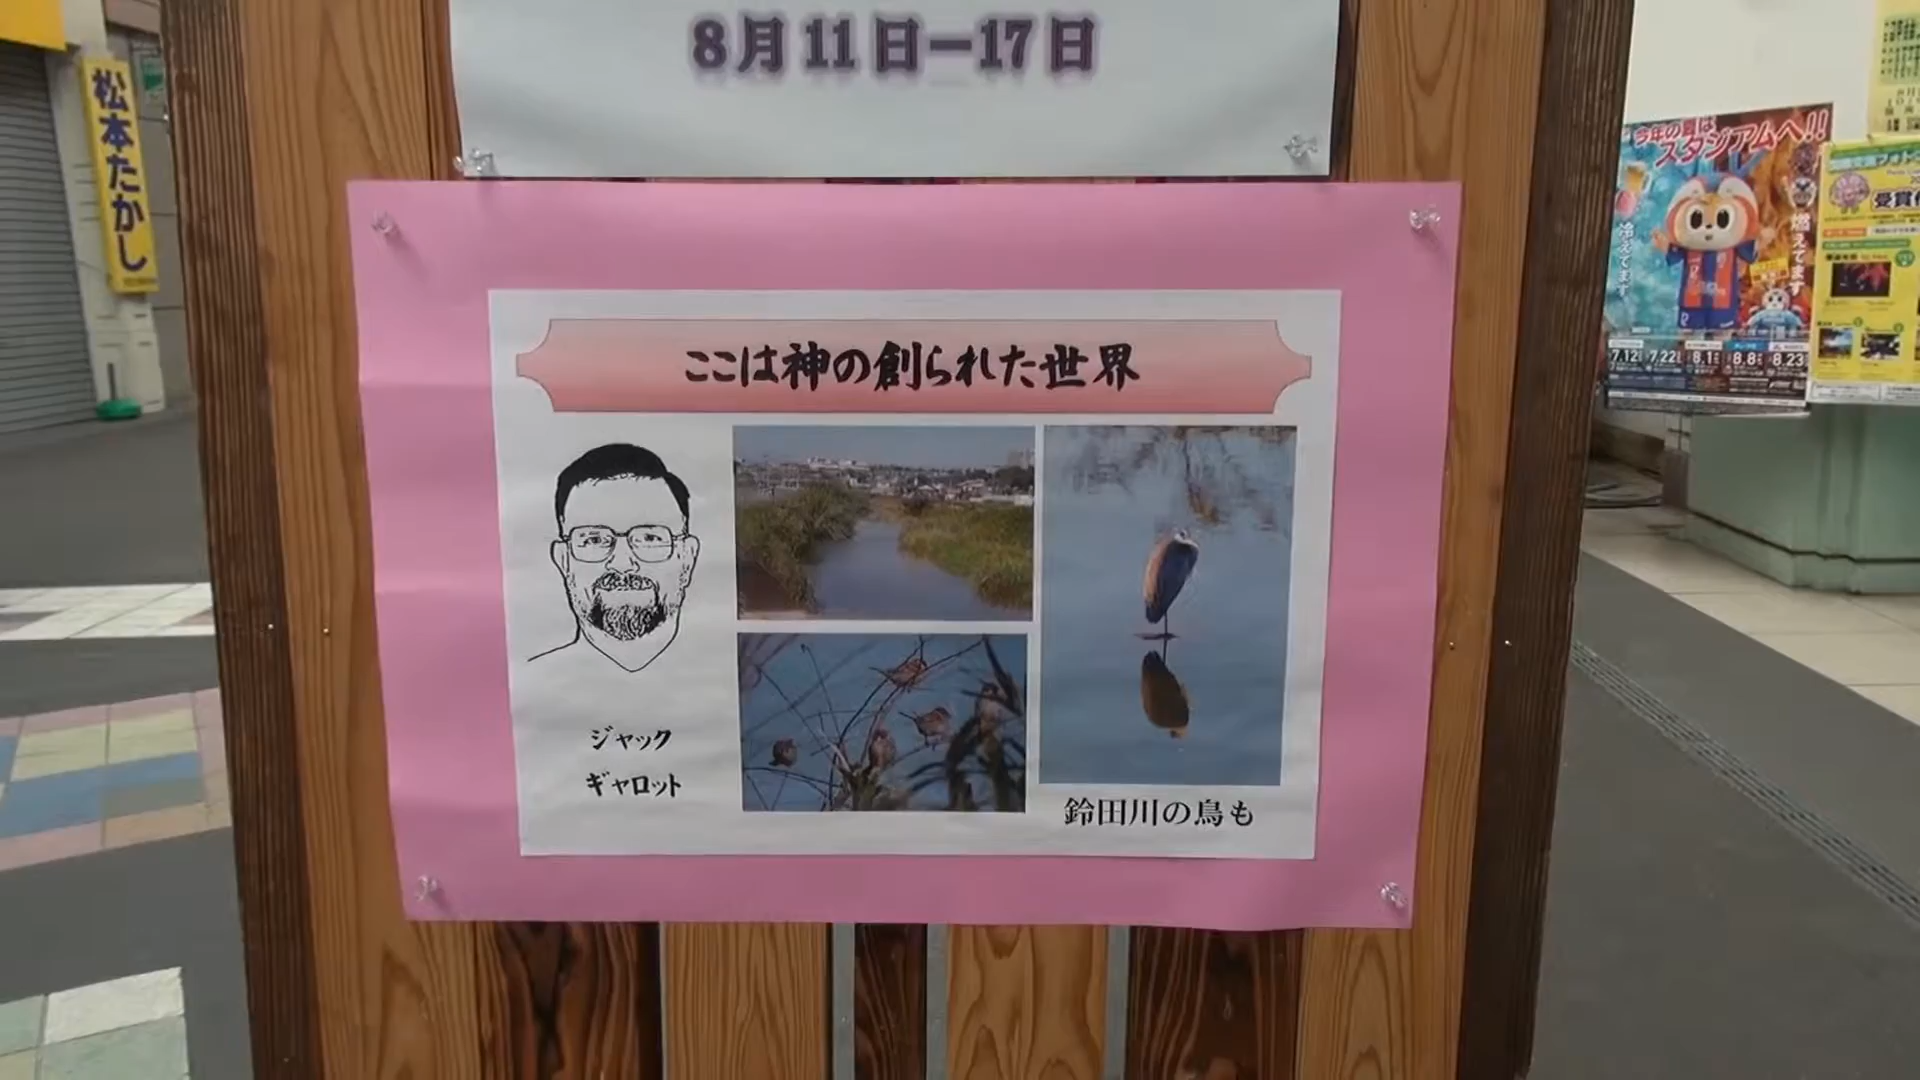 8月11日－17日
松本たかし
今年の夏は
スタジアムへ!!
冷えてます
燃えてます
7.12 7.22 8.1 8.8 8.23
受賞
ここは神の創られた世界
ジャック
ギャロット
鈴田川の鳥も